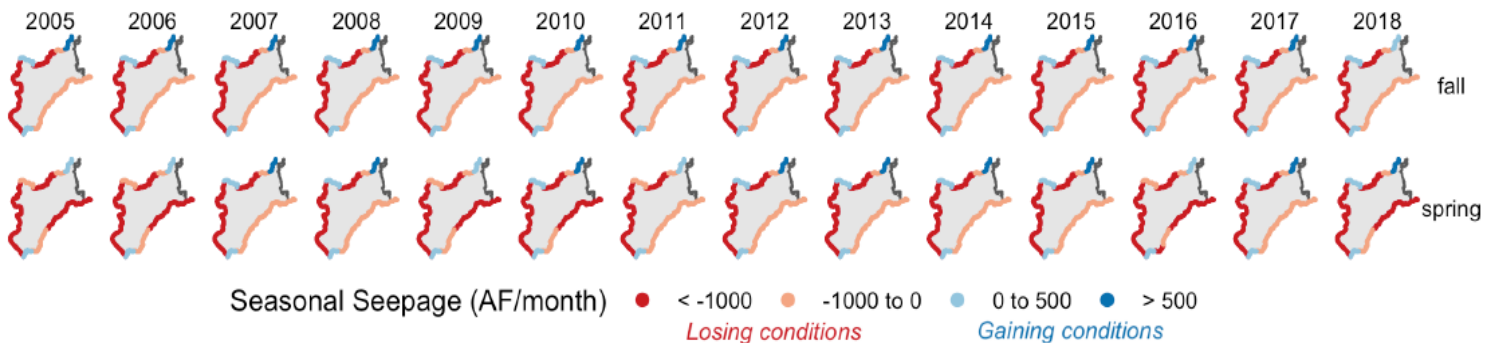 2005 2006 2007 2008 2009 2010 2011 2012 2013 2014 2015 2016 2017 2018
fall
spring
Seasonal Seepage (AF/month) < -1000 -1000 to 0 0 to 500 > 500
Losing conditions Gaining conditions